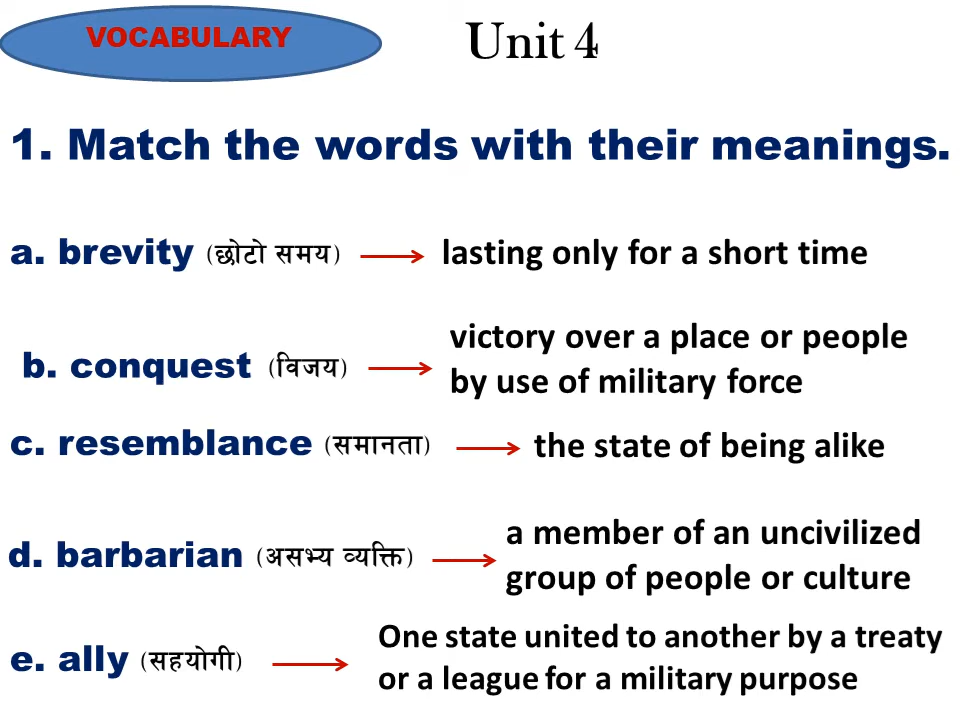 VOCABULARY
Unit 4
1. Match the words with their meanings.
a. brevity (छोटो समय) lasting only for a short time
b. conquest (विजय) victory over a place or people
by use of military force
c. resemblance (समानता) the state of being alike
d. barbarian (असभ्य व्यक्ति) a member of an uncivilized
group of people or culture
e. ally (सहयोगी) One state united to another by a treaty
or a league for a military purpose